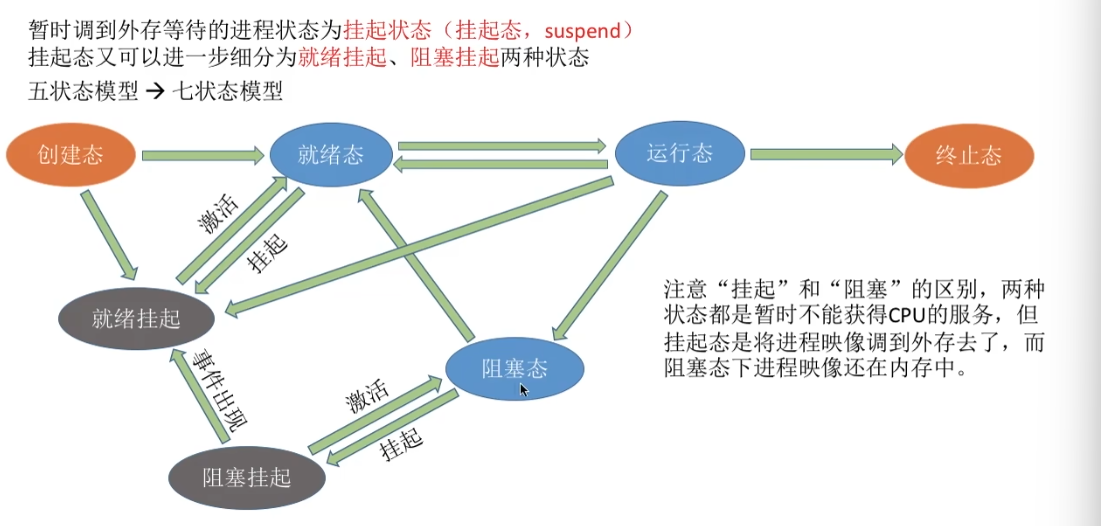 暂时调到外存等待的进程状态为挂起状态（挂起态，suspend）
挂起态又可以进一步细分为就绪挂起、阻塞挂起两种状态
五状态模型→七状态模型
创建态
就绪态
运行态
终止态
激活
挂起
就绪挂起
注意“挂起”和“阻塞”的区别，两种
状态都是暂时不能获得CPU的服务，但
挂起态是将进程映像调到外存去了，而
阻塞态下进程映像还在内存中。
事件出现
阻塞态
激活
挂起
阻塞挂起